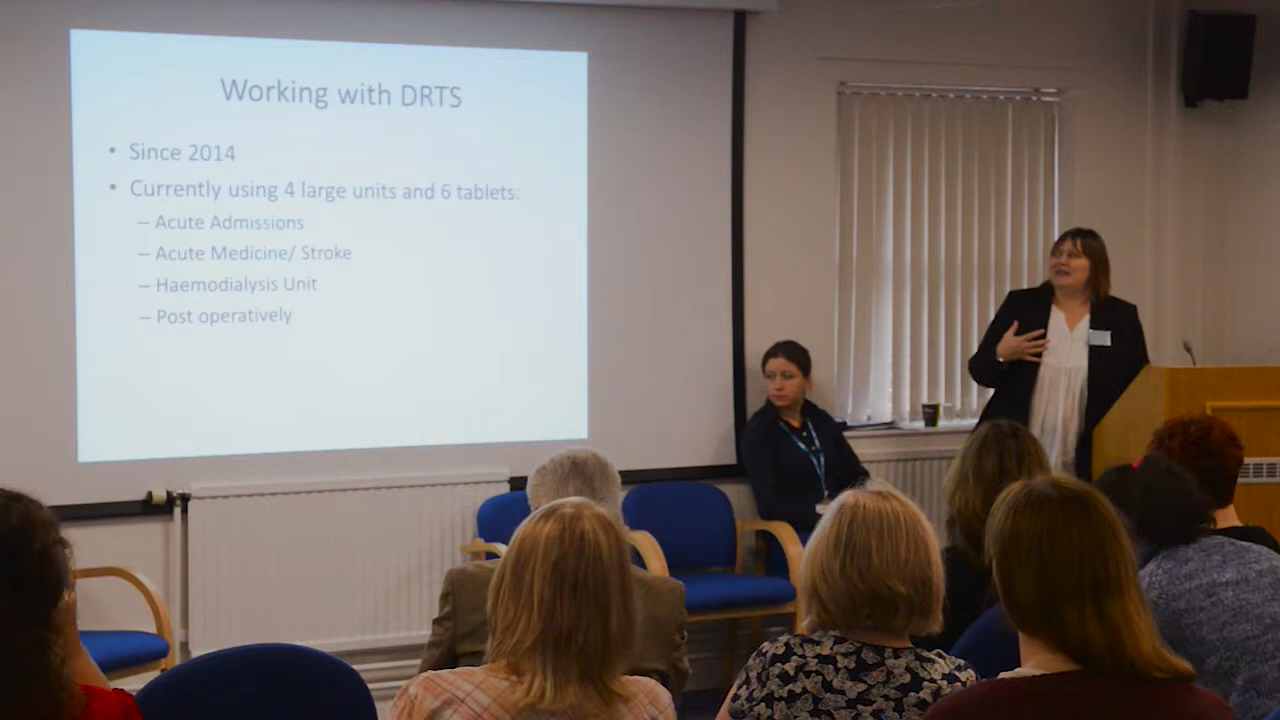 Working with DRTS
• Since 2014
• Currently using 4 large units and 6 tablets:
– Acute Admissions
– Acute Medicine/ Stroke
– Haemodialysis Unit
– Post operatively